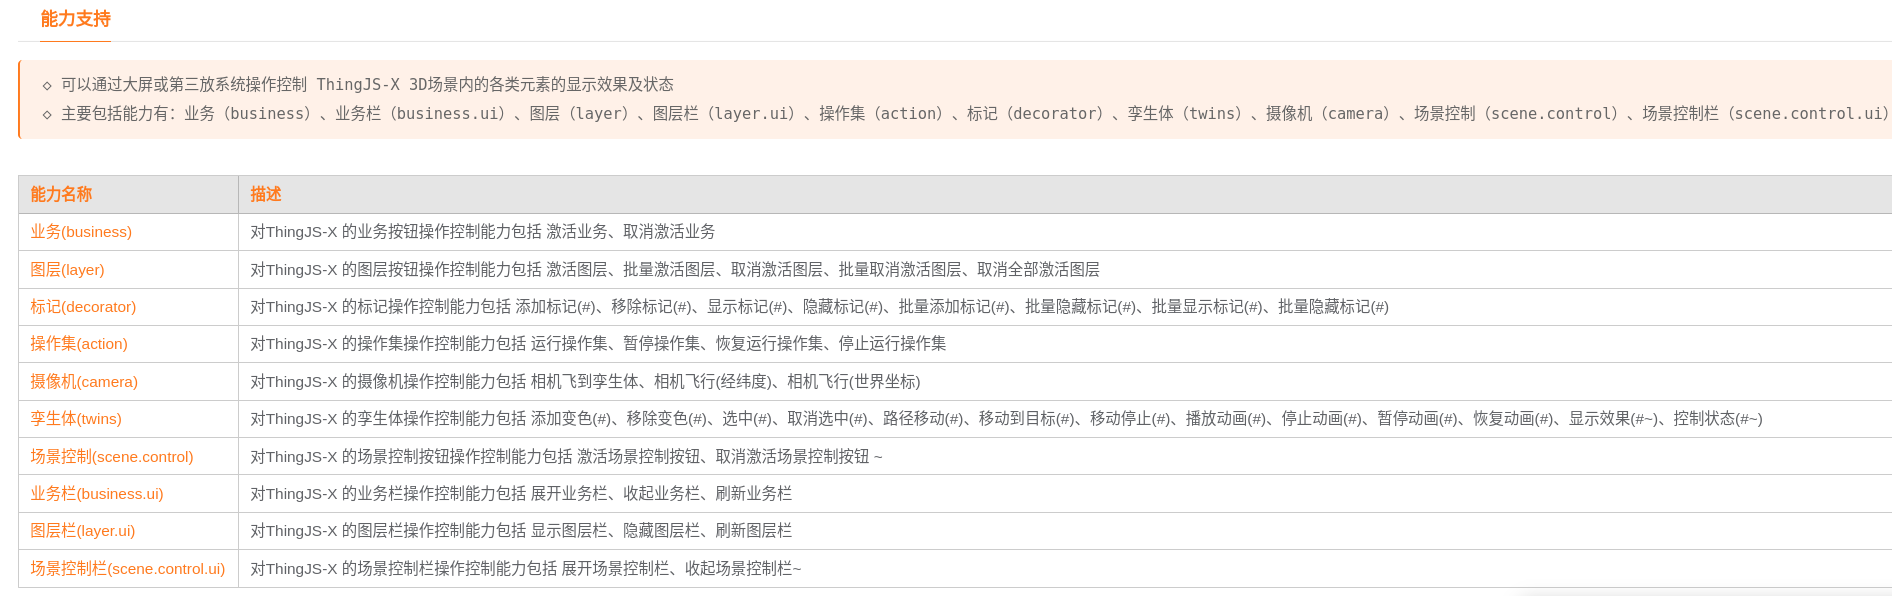 能力支持
◇ 可以通过大屏或第三放系统操作控制 ThingJS-X 3D场景内的各类元素的显示效果及状态
◇ 主要包括能力有：业务（business）、业务栏（business.ui）、图层（layer）、图层栏（layer.ui）、操作集（action）、标记（decorator）、孪生体（twins）、摄像机（camera）、场景控制（scene.control）、场景控制栏（scene.control.ui）
能力名称 描述
业务(business) 对ThingJS-X 的业务按钮操作控制能力包括 激活业务、取消激活业务
图层(layer) 对ThingJS-X 的图层按钮操作控制能力包括 激活图层、批量激活图层、取消激活图层、批量取消激活图层、取消全部激活图层
标记(decorator) 对ThingJS-X 的标记操作控制能力包括 添加标记(#)、移除标记(#)、显示标记(#)、隐藏标记(#)、批量添加标记(#)、批量隐藏标记(#)、批量显示标记(#)、批量隐藏标记(#)
操作集(action) 对ThingJS-X 的操作集操作控制能力包括 运行操作集、暂停操作集、恢复运行操作集、停止运行操作集
摄像机(camera) 对ThingJS-X 的摄像机操作控制能力包括 相机飞到孪生体、相机飞行(经纬度)、相机飞行(世界坐标)
孪生体(twins) 对ThingJS-X 的孪生体操作控制能力包括 添加变色(#)、移除变色(#)、选中(#)、取消选中(#)、路径移动(#)、移动到目标(#)、移动停止(#)、播放动画(#)、停止动画(#)、暂停动画(#)、恢复动画(#)、显示效果(#~)、控制状态(#~)
场景控制(scene.control) 对ThingJS-X 的场景控制按钮操作控制能力包括 激活场景控制按钮、取消激活场景控制按钮 ~
业务栏(business.ui) 对ThingJS-X 的业务栏操作控制能力包括 展开业务栏、收起业务栏、刷新业务栏
图层栏(layer.ui) 对ThingJS-X 的图层栏操作控制能力包括 显示图层栏、隐藏图层栏、刷新图层栏
场景控制栏(scene.control.ui) 对ThingJS-X 的场景控制栏操作控制能力包括 展开场景控制栏、收起场景控制栏~